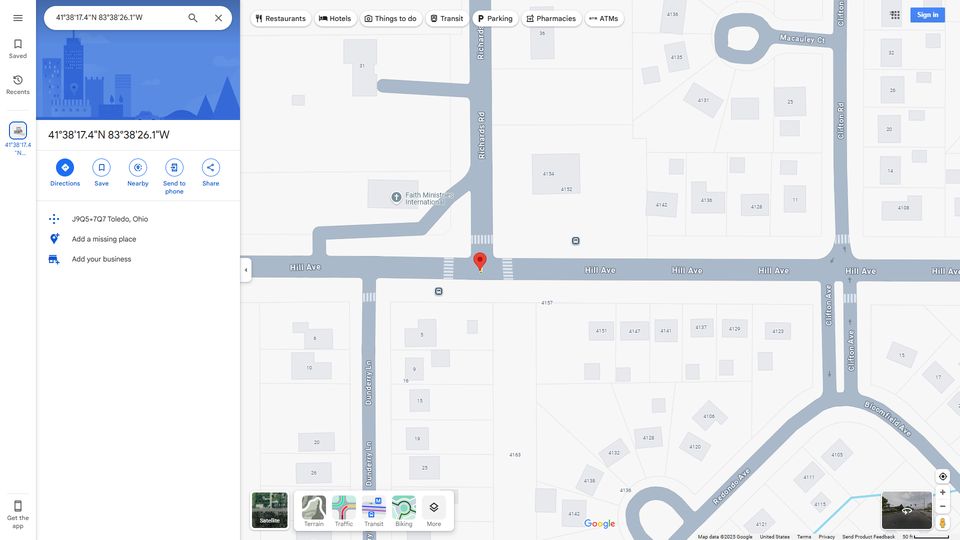 41°38'17.4"N 83°38'26.1"W
Restaurants
Hotels
Things to do
Transit
Parking
Pharmacies
ATMs
Sign in
Saved
Recents
41°38'17.4
"N...
41°38'17.4"N 83°38'26.1"W
Directions
Save
Nearby
Send to
phone
Share
J9Q5+7Q7 Toledo, Ohio
Add a missing place
Add your business
Get the
app
Richards
Richards Rd
Clifton
Clifton Rd
Macauley Ct
Faith Ministries
International
Hill Ave
Hill Ave
Hill Ave
Hill Ave
Hill Ave
Hill Av
Clifton Ave
Clifton Ave
Dunderry Ln
Dunderry Ln
Bloomfield Ave
Redondo Ave
31
36
4136
4135
4131
25
32
20
14
4154
4152
4142
4136
4128
11
4108
4157
4151
4147
4141
4137
4129
4123
6
5
10
9
16
15
19
20
25
26
4163
15
17
4106
4128
4120
4132
4138
4136
4142
4105
4111
4115
4121
Satellite
Terrain
Traffic
Transit
Biking
More
Google
Map data ©2025 Google
United States
Terms
Privacy
Send Product Feedback
50 ft